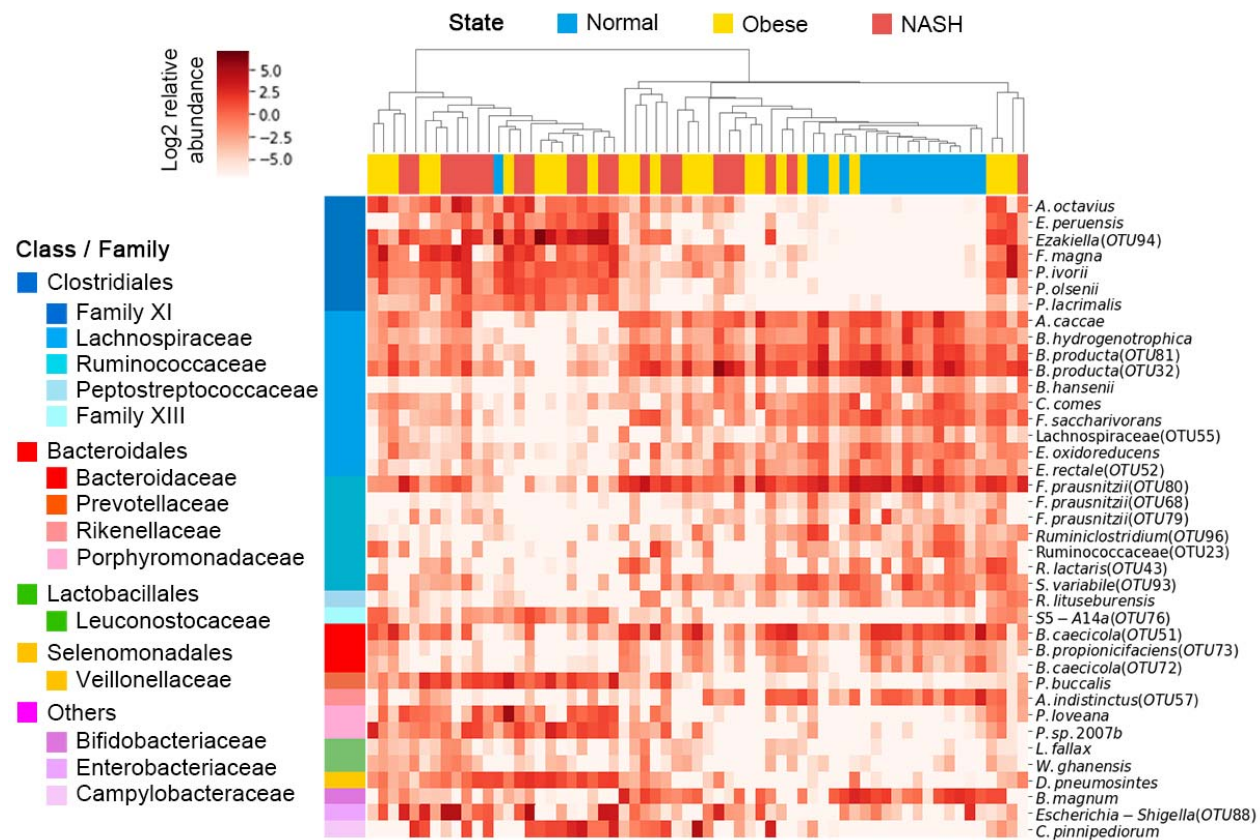 State
Normal
Obese
NASH
Log2 relative
abundance
5.0
2.5
0.0
−2.5
−5.0
Class / Family
Clostridiales
Family XI
Lachnospiraceae
Ruminococcaceae
Peptostreptococcaceae
Family XIII
Bacteroidales
Bacteroidaceae
Prevotellaceae
Rikenellaceae
Porphyromonadaceae
Lactobacillales
Leuconostocaceae
Selenomonadales
Veillonellaceae
Others
Bifidobacteriaceae
Enterobacteriaceae
Campylobacteraceae
A. octavius
E. peruensis
Ezakiella(OTU94)
F. magna
P. ivorii
P. olsenii
P. lacrimalis
A. caccae
B. hydrogenotrophica
B. producta(OTU81)
B. producta(OTU32)
B. hansenii
C. comes
F. saccharivorans
Lachnospiraceae(OTU55)
E. oxidoreducens
E. rectale(OTU52)
F. prausnitzii(OTU80)
F. prausnitzii(OTU68)
F. prausnitzii(OTU79)
Ruminiclostridium(OTU96)
Ruminococcaceae(OTU23)
R. lactaris(OTU43)
S. variabile(OTU93)
R. lituseburensis
S5 − A14a(OTU76)
B. caecicola(OTU51)
B. propionicifaciens(OTU73)
B. caecicola(OTU72)
P. buccalis
A. indistinctus(OTU57)
P. loveana
P. sp. 2007b
L. fallax
W. ghanensis
D. pneumosintes
B. magnum
Escherichia − Shigella(OTU88)
C. pinnipediorum